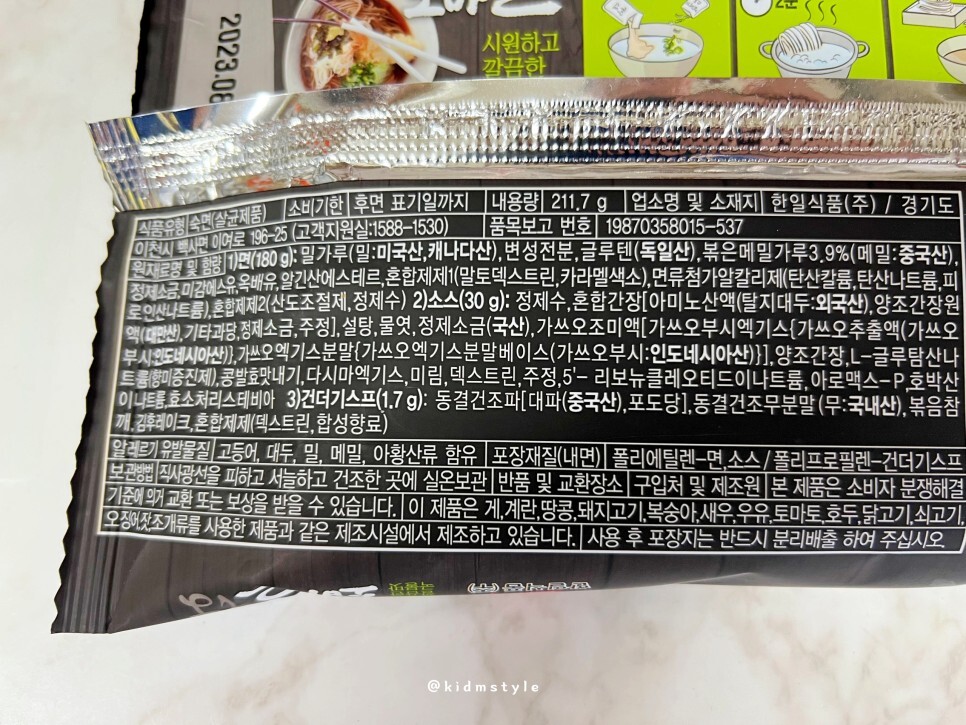 2023.06
시원하고
깔끔한
2분
식품유형 숙면(살균제품) 소비기한 후면 표기일까지 내용량 211.7 g 업소명 및 소재지 한일식품(주) / 경기도
이천시 백사면 이여로 196-25 (고객지원실:1588-1530) 품목보고 번호 19870358015-537
원재료명 및 함량 1)면(180 g): 밀가루(밀:미국산,캐나다산),변성전분,글루텐(독일산),볶은메밀가루3.9%(메밀:중국산),
정제소금,미감에스유,옥배유,알긴산에스테르,혼합제제1(말토덱스트린,카라멜색소),면류첨가알칼리제(탄산칼륨,탄산나트륨,피
로인산나트륨),혼합제제2(산도조절제,정제수) 2)소스(30 g): 정제수,혼합간장[아미노산액(탈지대두:외국산),양조간장원
액(대만산),기타과당,정제소금,주정],설탕,물엿,정제소금(국산),가쓰오조미액[가쓰오부시엑기스{가쓰오추출액(가쓰오
부시:인도네시아산)},가쓰오엑기스분말{가쓰오엑기스분말베이스(가쓰오부시:인도네시아산)}],양조간장,L-글루탐산나
트륨(향미증진제),콩발효맛내기,다시마엑기스,미림,덱스트린,주정,5'-리보뉴클레오티드이나트륨,아로맥스-P,호박산
이나트륨,효소처리스테비아 3)건더기스프(1.7 g): 동결건조파[대파(중국산),포도당],동결건조무분말(무:국내산),볶음참
깨,김후레이크,혼합제제(덱스트린,합성향료)
알레르기 유발물질 고등어, 대두, 밀, 메밀, 아황산류 함유 포장재질(내면) 폴리에틸렌-면,소스/폴리프로필렌-건더기스프
보관방법 직사광선을 피하고 서늘하고 건조한 곳에 실온보관 반품 및 교환장소 구입처 및 제조원 본 제품은 소비자 분쟁해결
기준에 의거 교환 또는 보상을 받을 수 있습니다. 이 제품은 게,계란,땅콩,돼지고기,복숭아,새우,우유,토마토,호두,닭고기,쇠고기,
오징어,잣,조개류를 사용한 제품과 같은 제조시설에서 제조하고 있습니다. 사용 후 포장지는 반드시 분리배출 하여 주십시오.
@kidmstyle